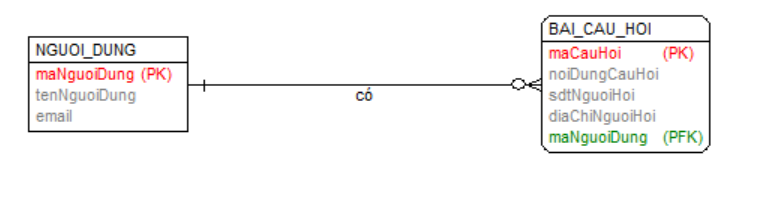 NGUOI_DUNG
maNguoiDung (PK)
tenNguoiDung
email
có
BAI_CAU_HOI
maCauHoi (PK)
noiDungCauHoi
sdtNguoiHoi
diaChiNguoiHoi
maNguoiDung (PFK)